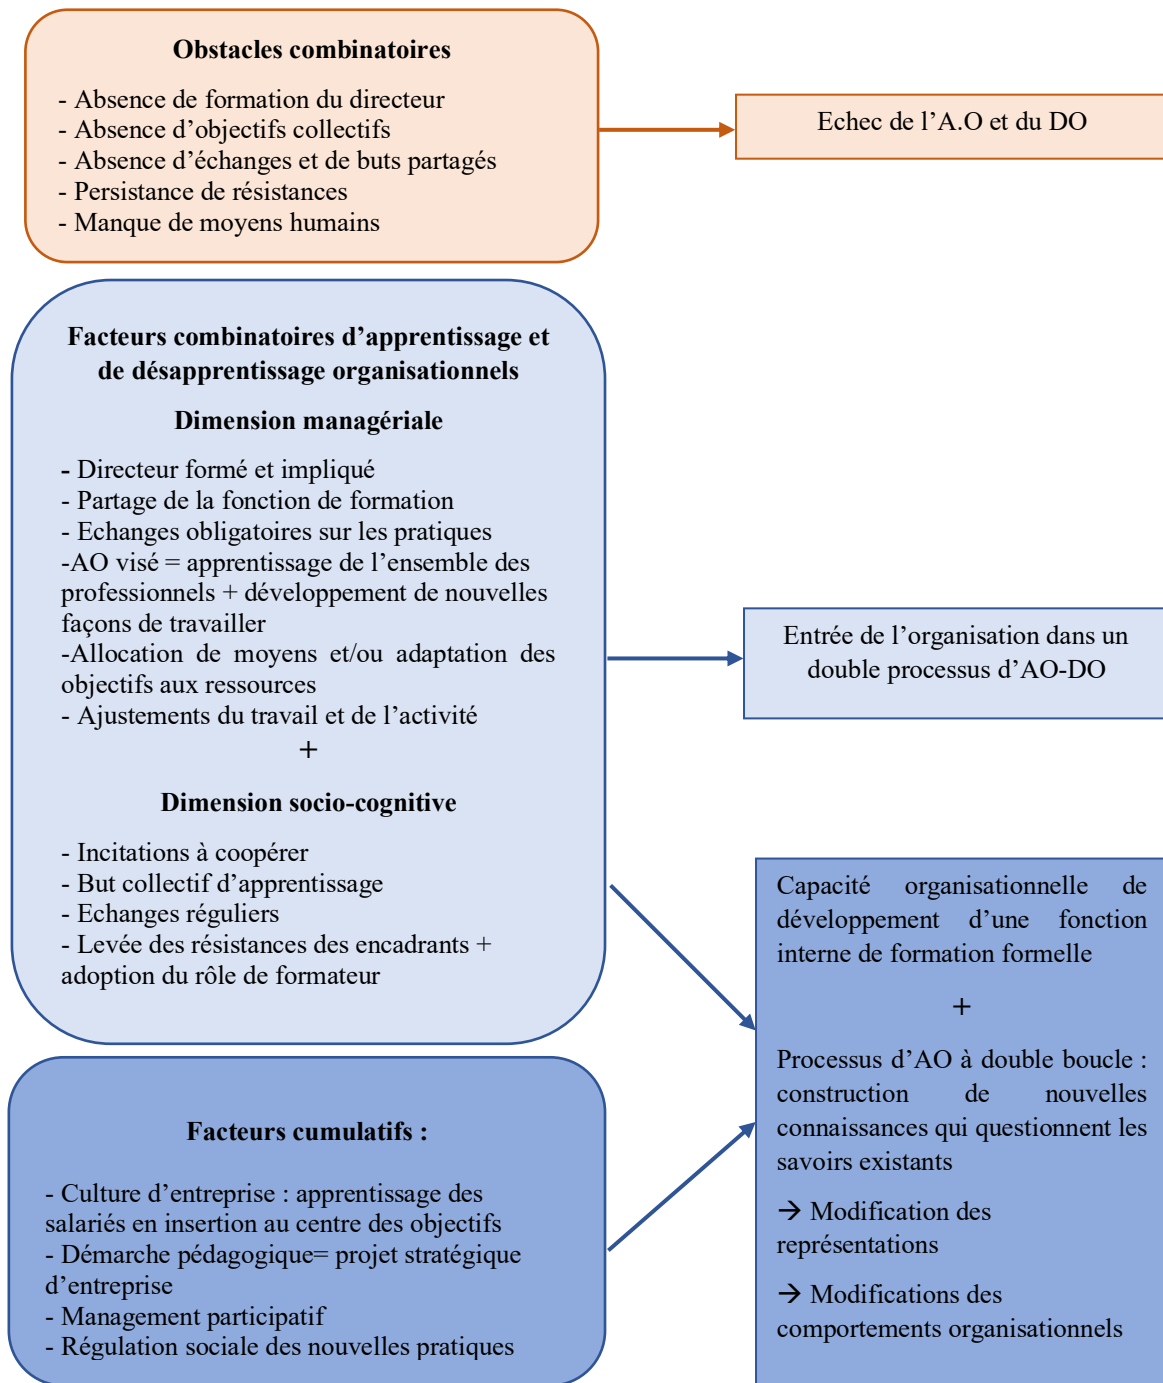 Obstacles combinatoires
- Absence de formation du directeur
- Absence d’objectifs collectifs
- Absence d’échanges et de buts partagés
- Persistance de résistances
- Manque de moyens humains
Echec de l’A.O et du DO
Facteurs combinatoires d’apprentissage et
de désapprentissage organisationnels
Dimension managériale
- Directeur formé et impliqué
- Partage de la fonction de formation
- Echanges obligatoires sur les pratiques
-AO visé = apprentissage de l’ensemble des
professionnels + développement de nouvelles
façons de travailler
-Allocation de moyens et/ou adaptation des
objectifs aux ressources
- Ajustements du travail et de l’activité
+
Dimension socio-cognitive
- Incitations à coopérer
- But collectif d’apprentissage
- Echanges réguliers
- Levée des résistances des encadrants +
adoption du rôle de formateur
Entrée de l’organisation dans un
double processus d’AO-DO
Facteurs cumulatifs :
- Culture d’entreprise : apprentissage des
salariés en insertion au centre des objectifs
- Démarche pédagogique= projet stratégique
d’entreprise
- Management participatif
- Régulation sociale des nouvelles pratiques
Capacité organisationnelle de
développement d’une fonction
interne de formation formelle
+
Processus d’AO à double boucle :
construction de nouvelles
connaissances qui questionnent les
savoirs existants
→ Modification des
représentations
→ Modifications des
comportements organisationnels